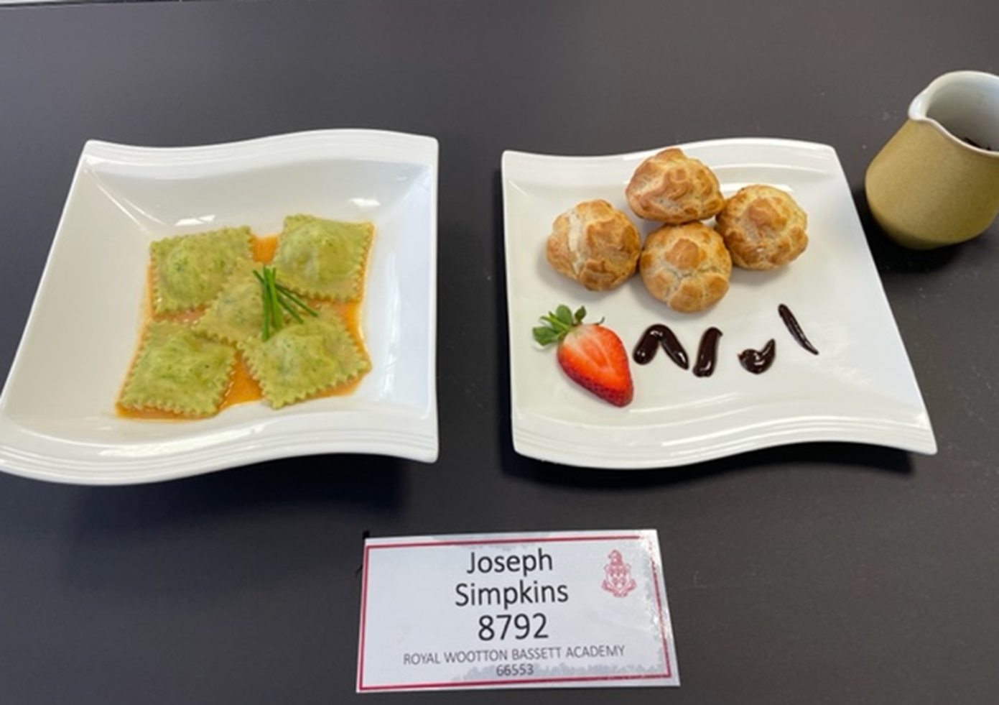 Joseph
Simpkins
8792
ROYAL WOOTTON BASSETT ACADEMY
66553